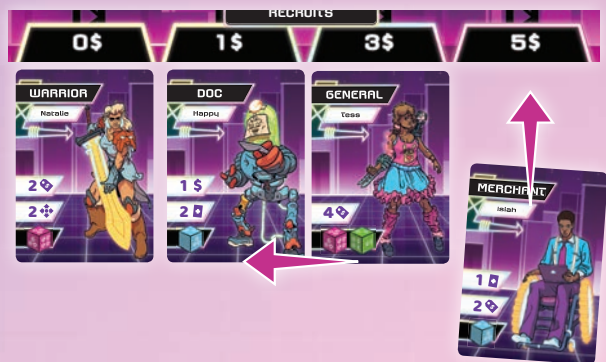 RECRUITS
0$ 1$ 3$ 5$
WARRIOR
Natalie
2
2
DOC
Happy
1 $
2
GENERAL
Tess
4
MERCHANT
Isiah
1
2